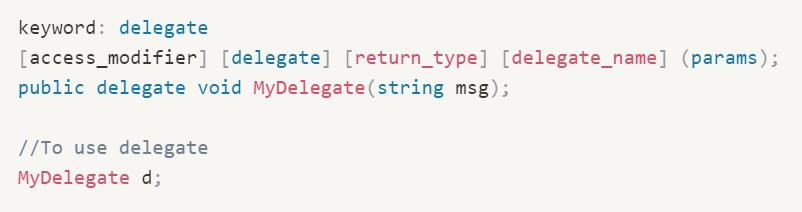 keyword: delegate
[access_modifier] [delegate] [return_type] [delegate_name] (params);
public delegate void MyDelegate(string msg);
//To use delegate
MyDelegate d;